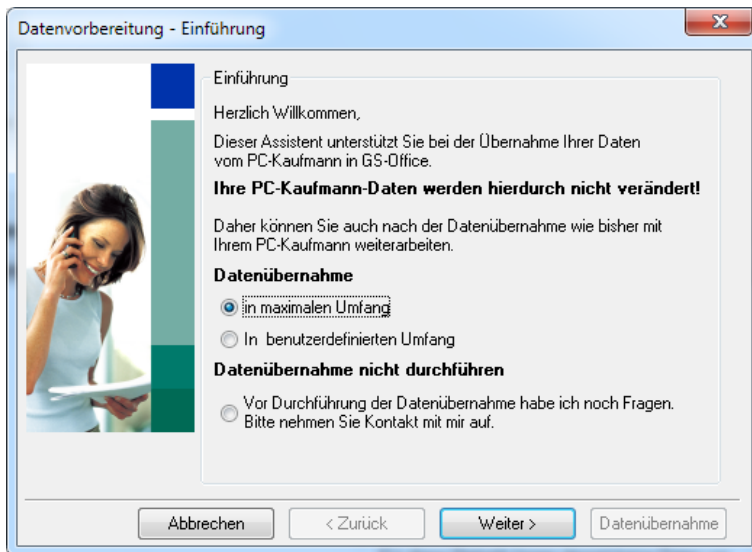 Datenvorbereitung - Einführung
Einführung
Herzlich Willkommen,
Dieser Assistent unterstützt Sie bei der Übernahme Ihrer Daten
vom PC-Kaufmann in GS-Office.
Ihre PC-Kaufmann-Daten werden hierdurch nicht verändert!
Daher können Sie auch nach der Datenübernahme wie bisher mit
Ihrem PC-Kaufmann weiterarbeiten.
Datenübernahme
in maximalen Umfang
In benutzerdefinierten Umfang
Datenübernahme nicht durchführen
Vor Durchführung der Datenübernahme habe ich noch Fragen.
Bitte nehmen Sie Kontakt mit mir auf.
Abbrechen
< Zurück
Weiter >
Datenübernahme